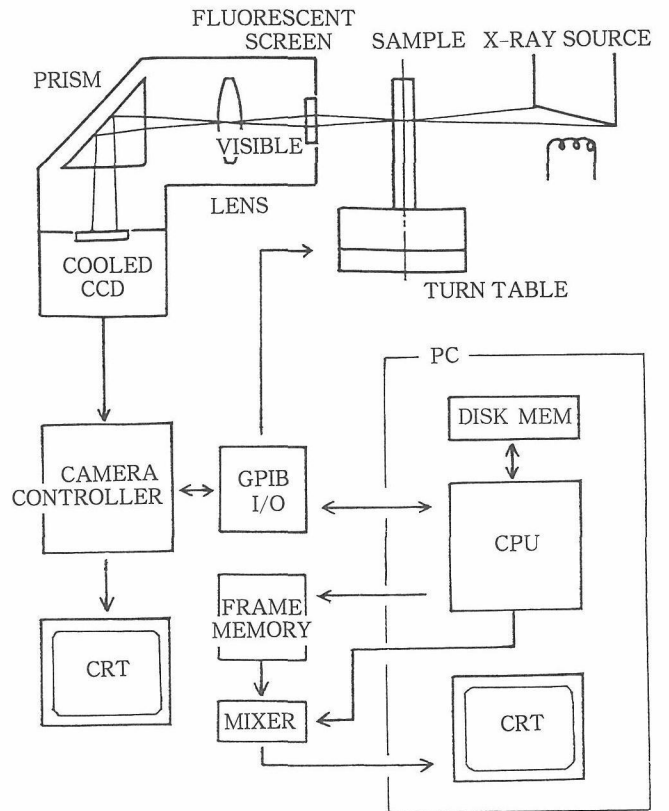 FLUORESCENT
SCREEN
SAMPLE
X-RAY SOURCE
PRISM
VISIBLE
LENS
COOLED
CCD
TURN TABLE
PC
DISK MEM
CAMERA
CONTROLLER
GPIB
I/O
CPU
FRAME
MEMORY
CRT
MIXER
CRT